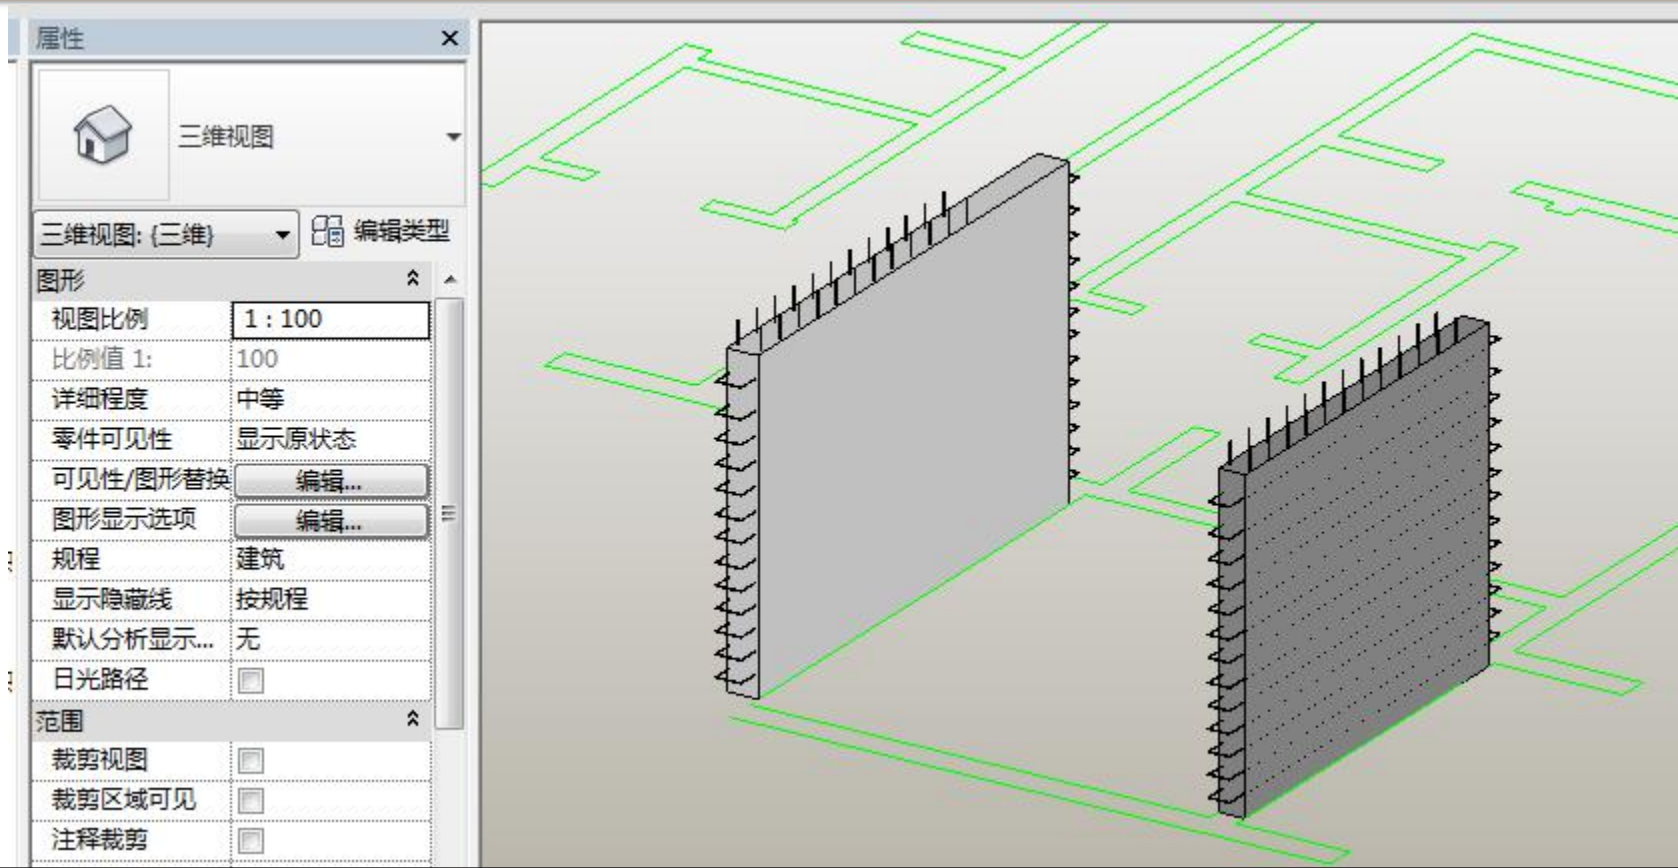 属性
三维视图
三维视图: {三维}
编辑类型
图形
视图比例 1 : 100
比例值 1: 100
详细程度 中等
零件可见性 显示原状态
可见性/图形替换 编辑...
图形显示选项 编辑...
规程 建筑
显示隐藏线 按规程
默认分析显示... 无
日光路径
范围
裁剪视图
裁剪区域可见
注释裁剪